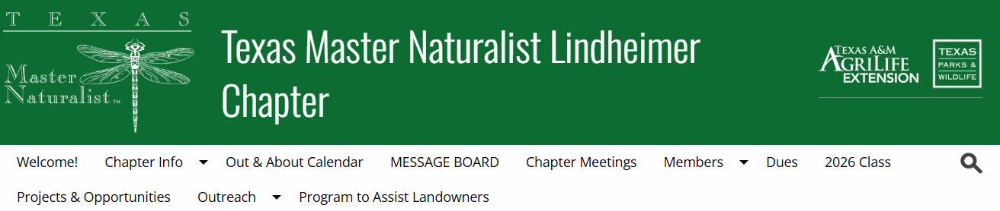 TEXAS
Master
Naturalist™
Texas Master Naturalist Lindheimer
Chapter
TEXAS A&M
AGRILIFE
EXTENSION
TEXAS
PARKS &
WILDLIFE
Welcome! Chapter Info Out & About Calendar MESSAGE BOARD Chapter Meetings Members Dues 2026 Class
Projects & Opportunities Outreach Program to Assist Landowners